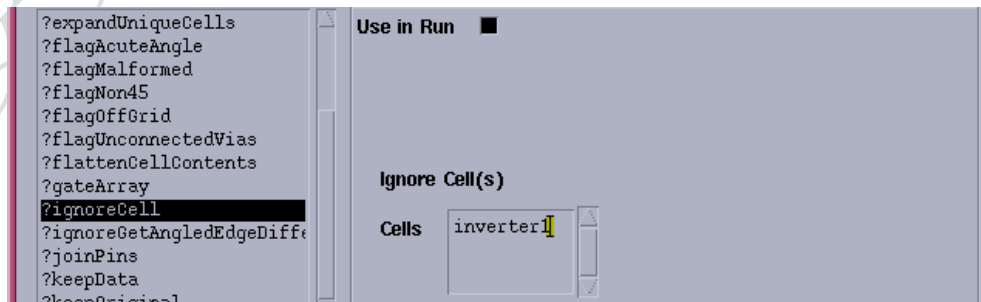 ?expandUniqueCells
?flagAcuteAngle
?flagMalformed
?flagNon45
?flagOffGrid
?flagUnconnectedVias
?flattenCellContents
?gateArray
?ignoreCell
?ignoreGetAngledEdgeDiffe
?joinPins
?keepData
?keepOriginal
Use in Run
Ignore Cell(s)
Cells
inverter1